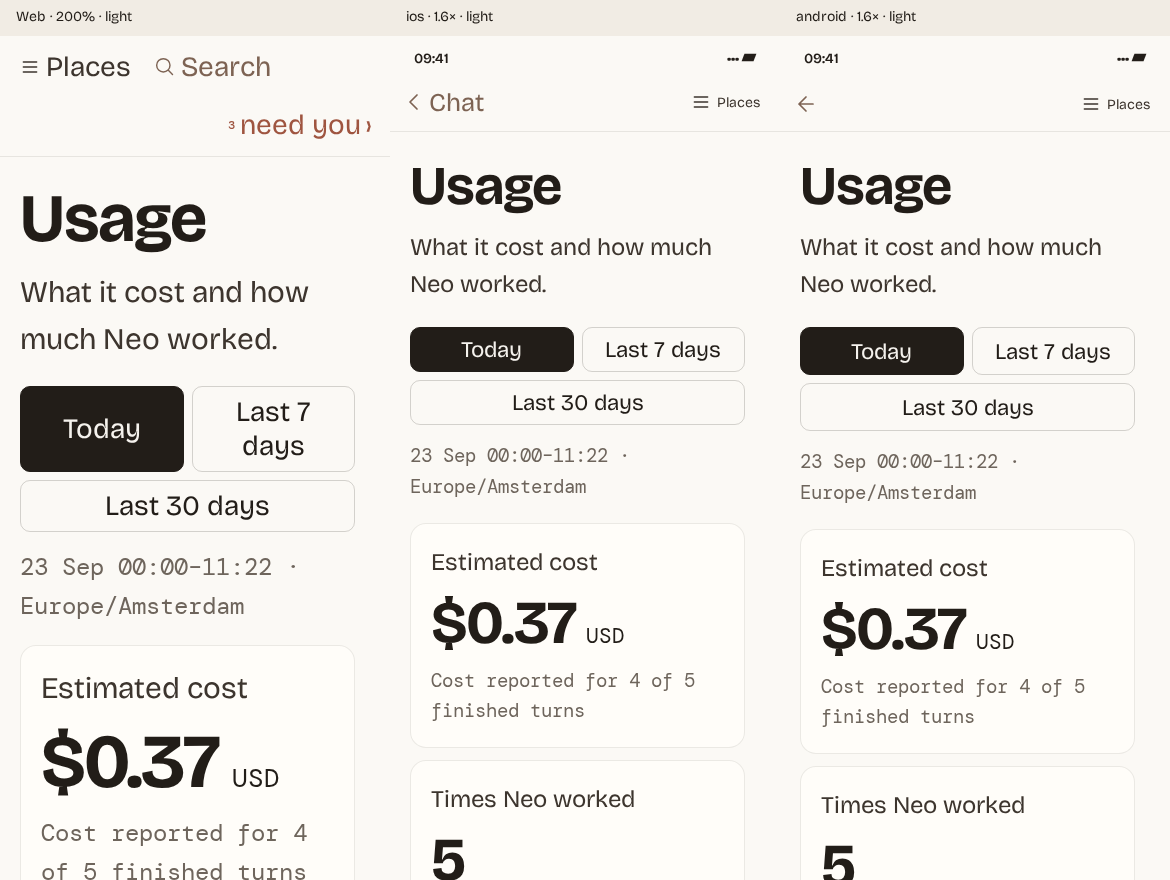 Web · 200% · light
Places
Search
3 need you ›
Usage
What it cost and how
much Neo worked.
Today
Last 7
days
Last 30 days
23 Sep 00:00–11:22 ·
Europe/Amsterdam
Estimated cost
$0.37 USD
Cost reported for 4
of 5 finished turns
ios · 1.6× · light
09:41
Chat
Places
Usage
What it cost and how much
Neo worked.
Today
Last 7 days
Last 30 days
23 Sep 00:00–11:22 ·
Europe/Amsterdam
Estimated cost
$0.37 USD
Cost reported for 4 of 5
finished turns
Times Neo worked
5
android · 1.6× · light
09:41
Places
Usage
What it cost and how much
Neo worked.
Today
Last 7 days
Last 30 days
23 Sep 00:00–11:22 ·
Europe/Amsterdam
Estimated cost
$0.37 USD
Cost reported for 4 of 5
finished turns
Times Neo worked
5